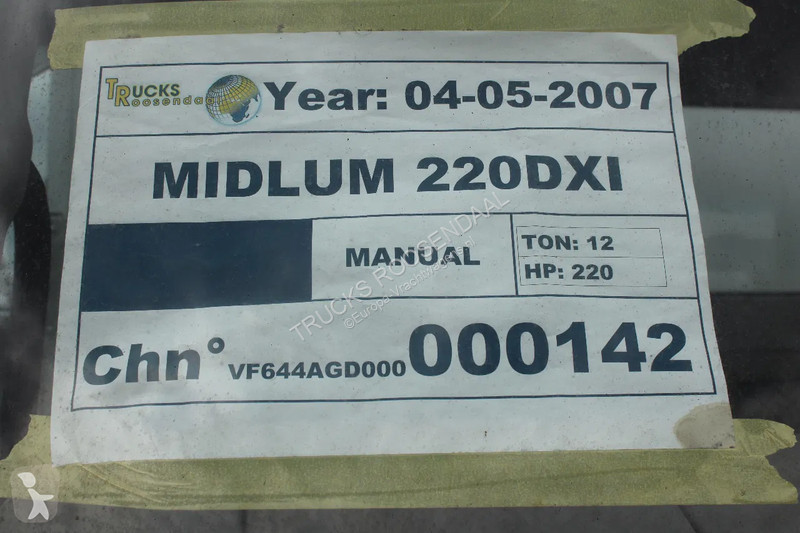 TRUCKS Roosendaal Year: 04-05-2007
MIDLUM 220DXI
MANUAL
TON: 12
HP: 220
TRUCKS ROOSENDAAL
Chn° VF644AGD000000142
m